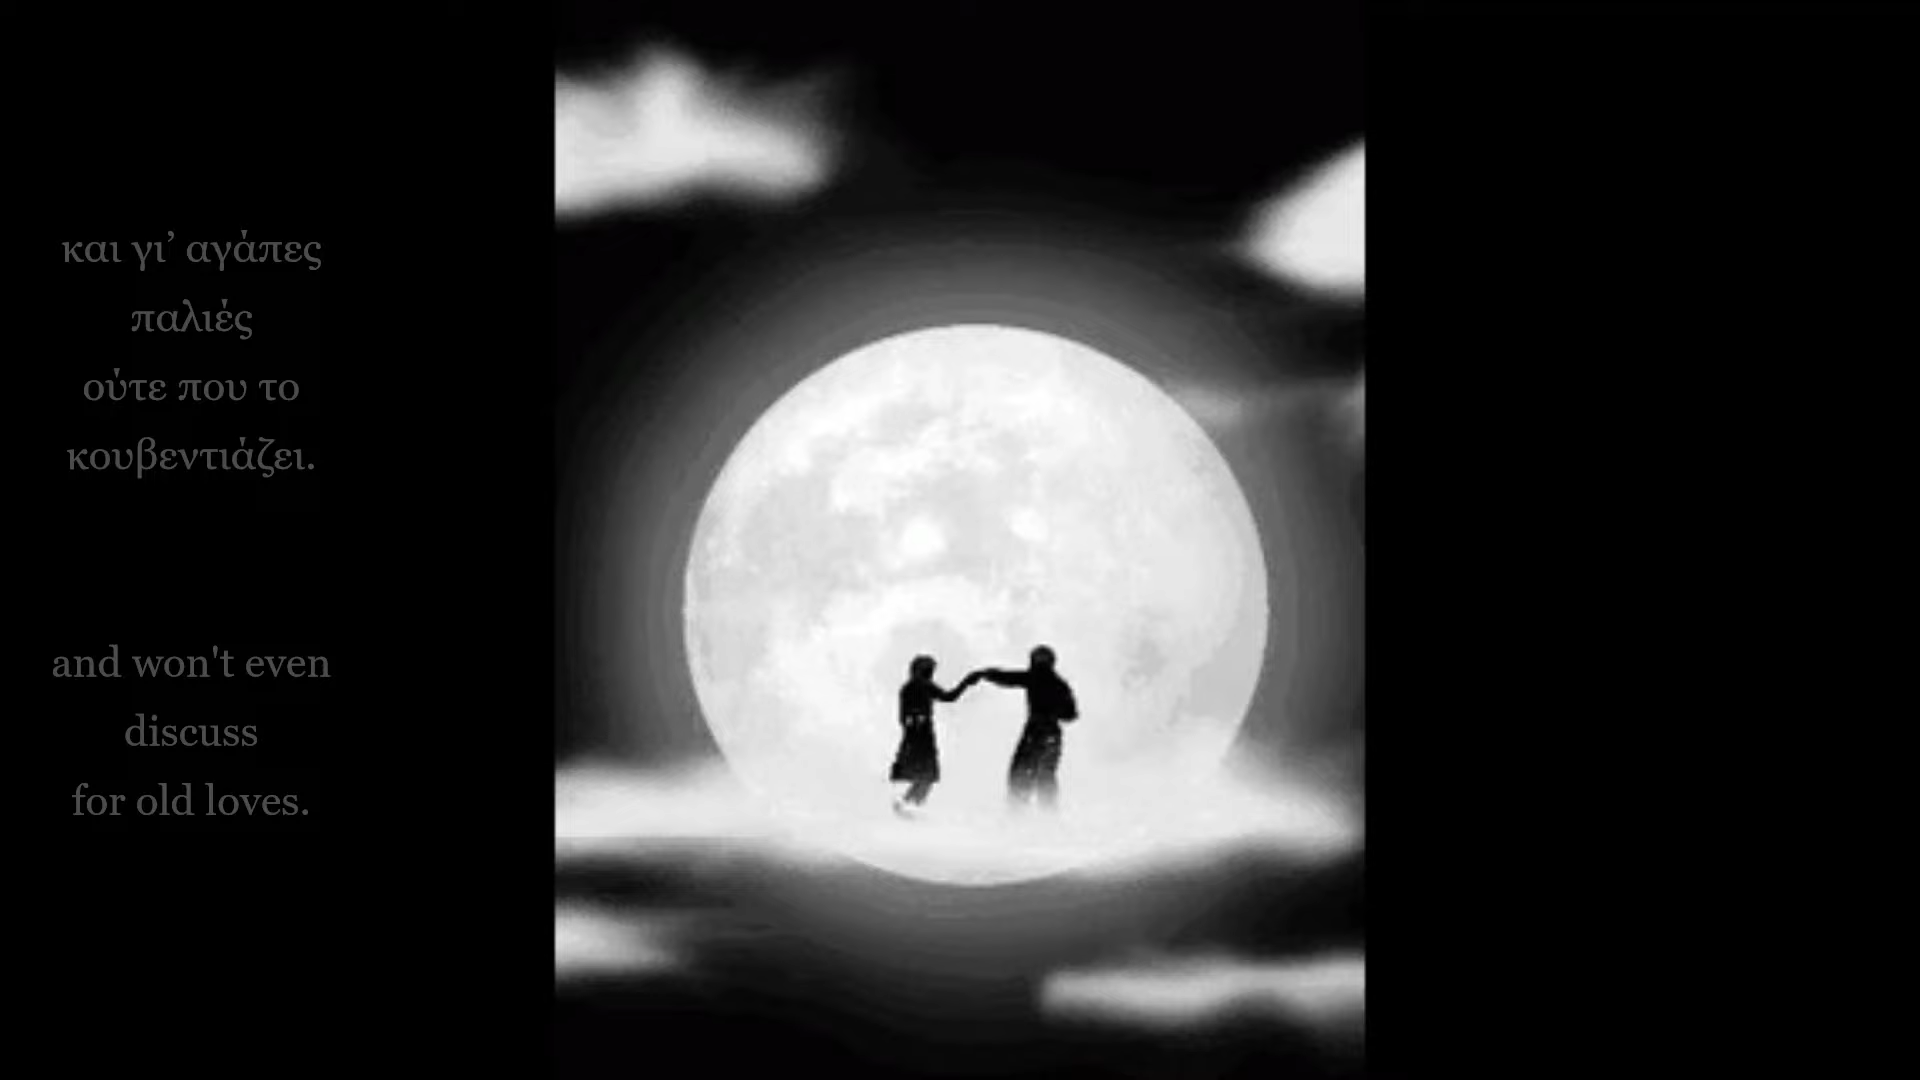 και γι’ αγάπες
παλιές
ούτε που το
κουβεντιάζει.
and won't even
discuss
for old loves.